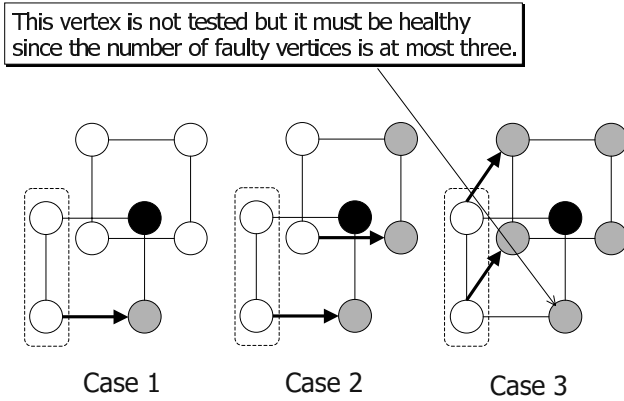 This vertex is not tested but it must be healthy
since the number of faulty vertices is at most three.
Case 1
Case 2
Case 3